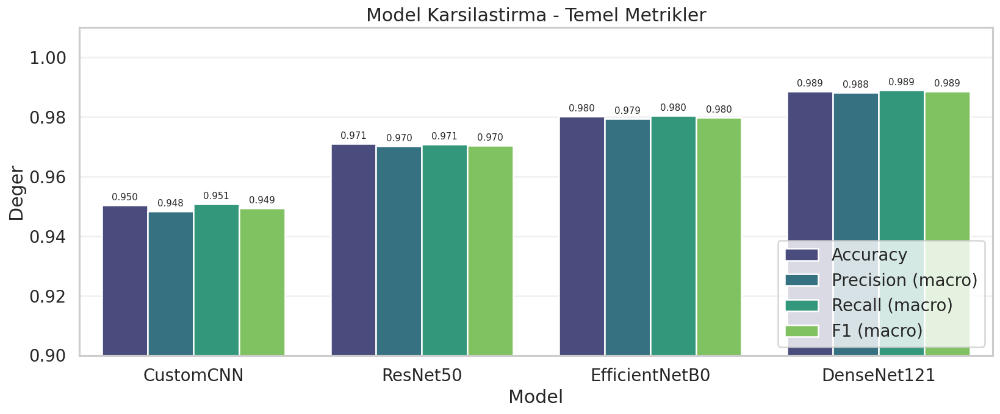 Model Karsilastirma - Temel Metrikler
Deger
1.00
0.98
0.96
0.94
0.92
0.90
0.950
0.948
0.951
0.949
0.971
0.970
0.971
0.970
0.980
0.979
0.980
0.980
0.989
0.988
0.989
0.989
Accuracy
Precision (macro)
Recall (macro)
F1 (macro)
CustomCNN
ResNet50
EfficientNetB0
DenseNet121
Model